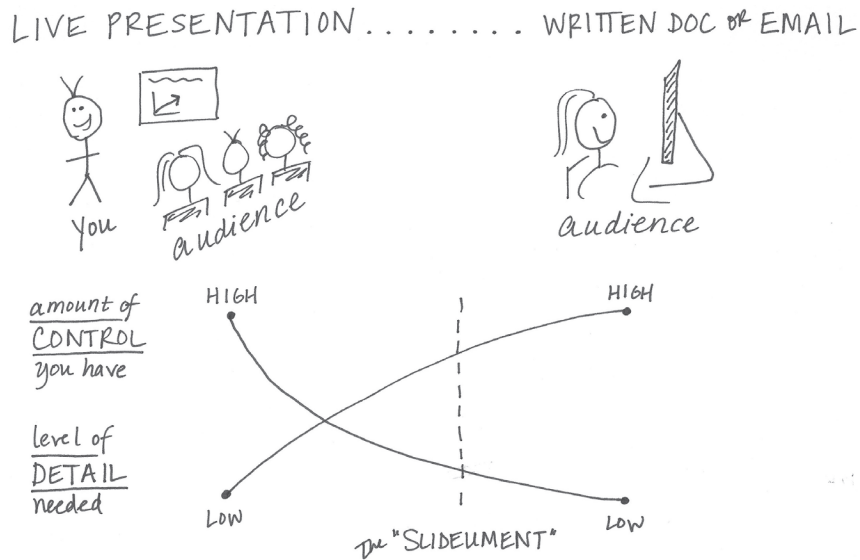 LIVE PRESENTATION ........ WRITTEN DOC OR EMAIL
you
audience
audience
amount of
CONTROL
you have
HIGH
HIGH
level of
DETAIL
needed
LOW
LOW
The "SLIDEUMENT"